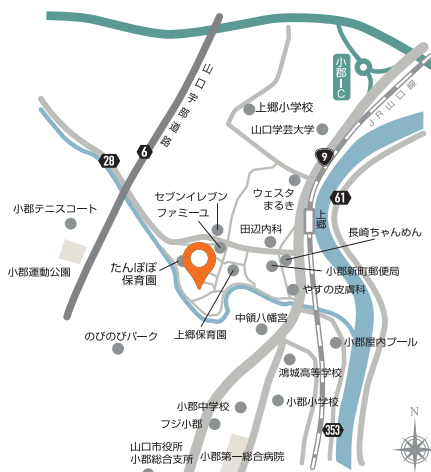 小郡IC
JR山口線
山口宇部道路
上郷小学校
山口学芸大学
9
28
6
61
セブンイレブン
ファミーユ
ウェスタ
まるき
上郷
小郡テニスコート
田辺内科
長崎ちゃんめん
小郡運動公園
たんぽぽ
保育園
小郡新町郵便局
やすの皮膚科
上郷保育園
中領八幡宮
のびのびパーク
小郡屋内プール
鴻城高等学校
小郡中学校
小郡小学校
フジ小郡
353
山口市役所
小郡総合支所
小郡第一総合病院
N